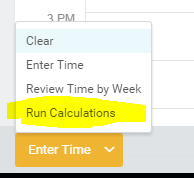 3 PM
Clear
Enter Time
Review Time by Week
Run Calculations
Enter Time